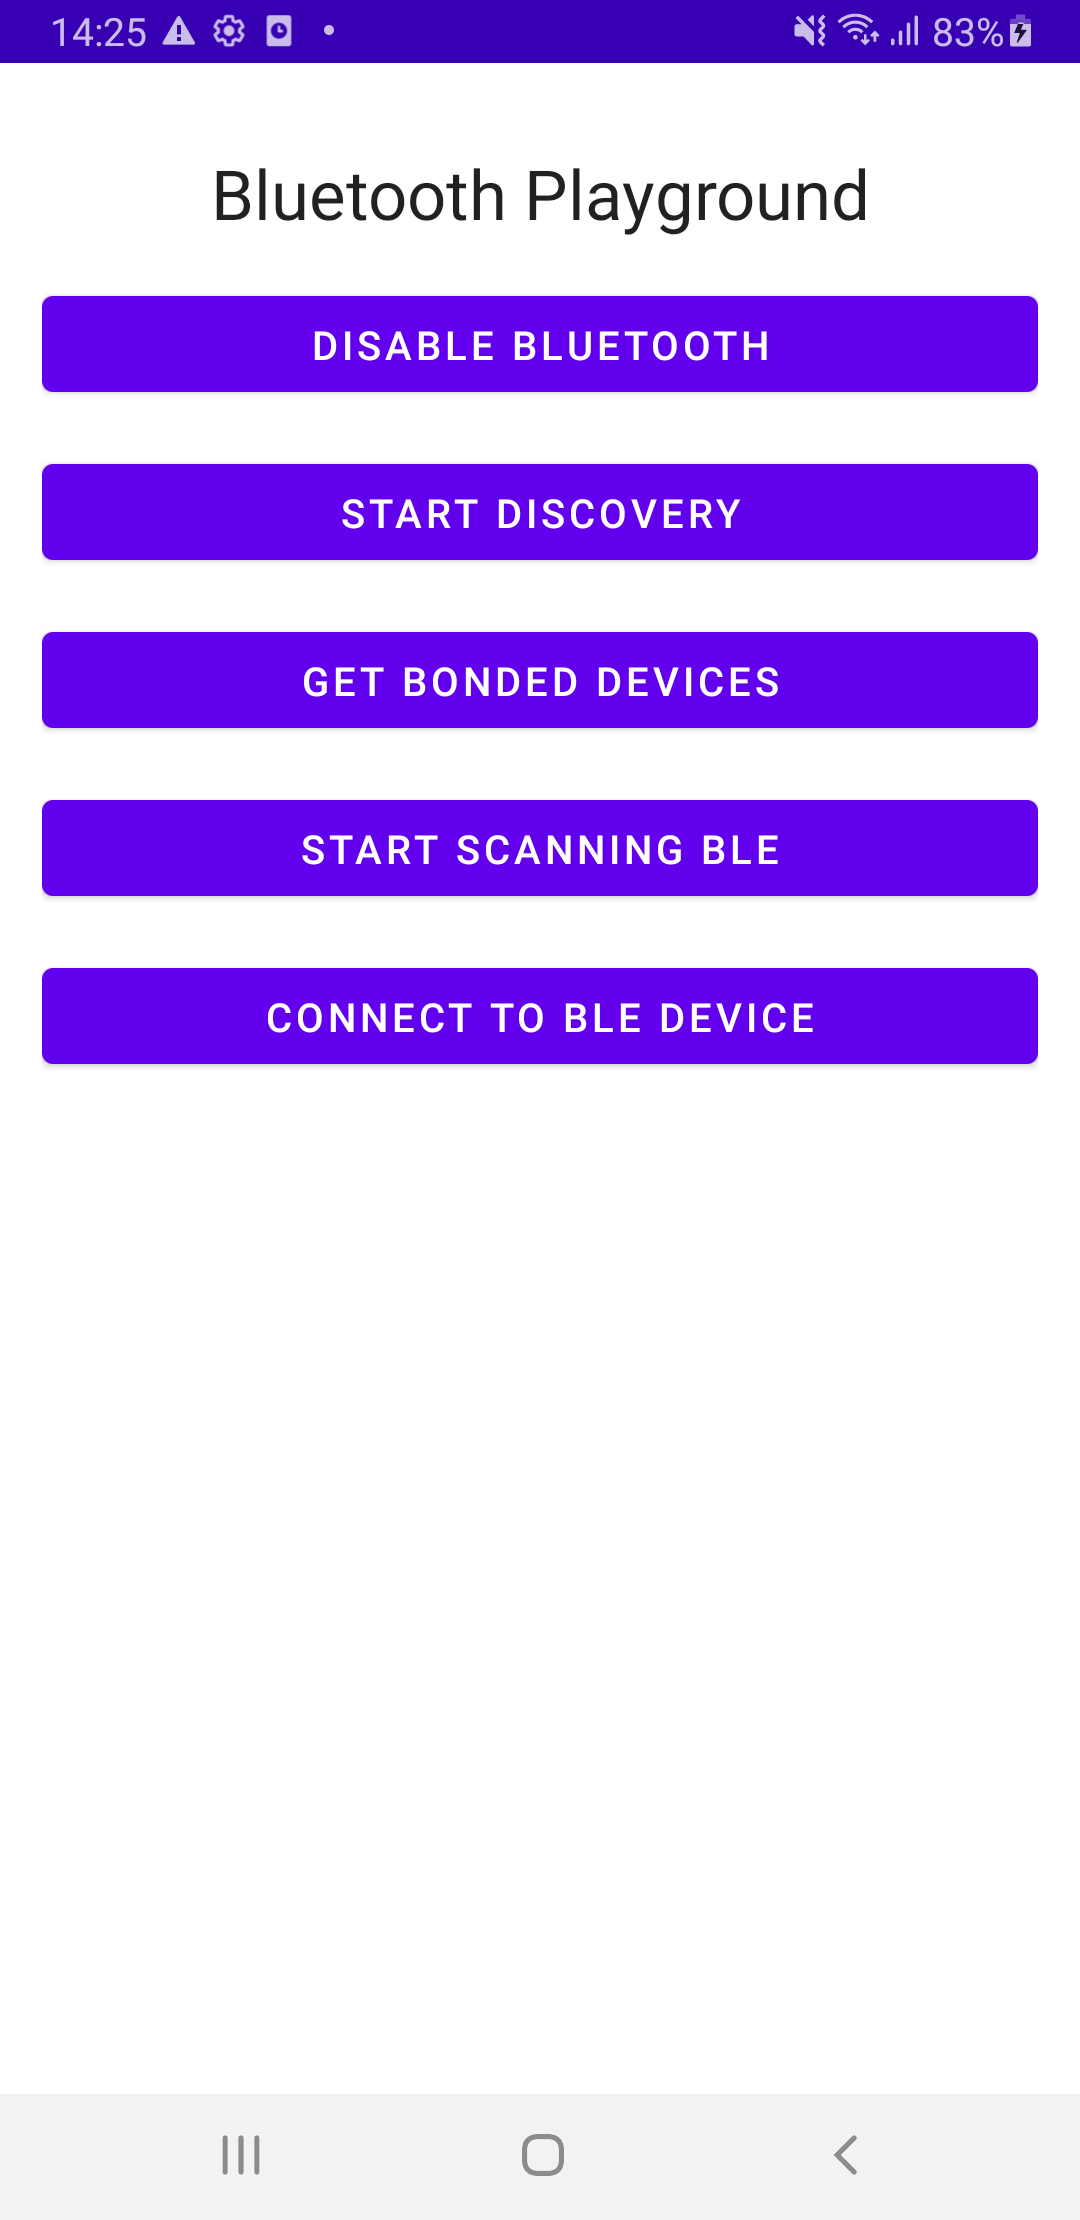 14:25 83%
Bluetooth Playground
DISABLE BLUETOOTH
START DISCOVERY
GET BONDED DEVICES
START SCANNING BLE
CONNECT TO BLE DEVICE